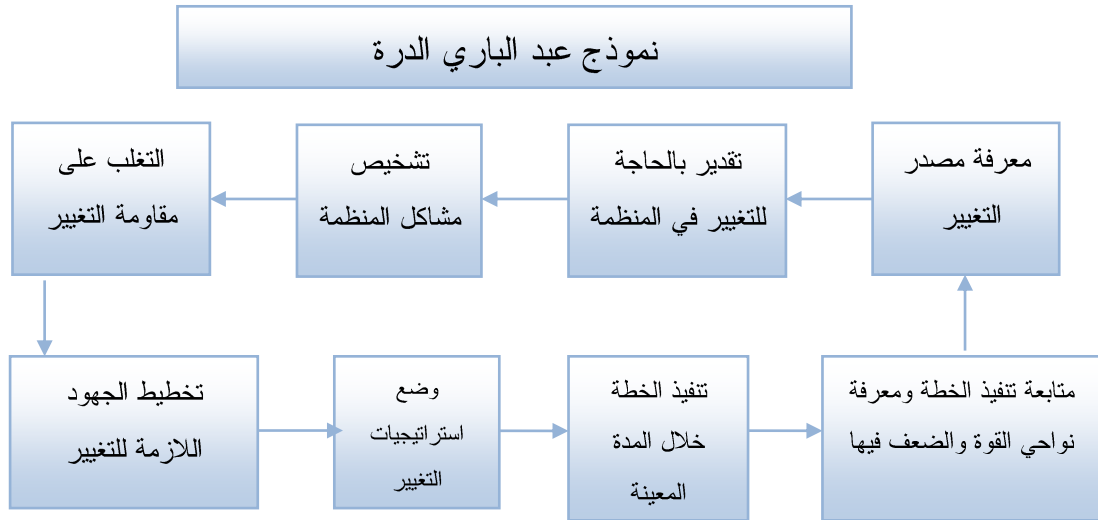 نموذج عبد الباري الدرة
معرفة مصدر
التغيير
تقدير بالحاجة
للتغيير في المنظمة
تشخيص
مشاكل المنظمة
التغلب على
مقاومة التغيير
تخطيط الجهود
اللازمة للتغيير
وضع
استراتيجيات
التغيير
تنفيذ الخطة
خلال المدة
المعينة
متابعة تنفيذ الخطة ومعرفة
نواحي القوة والضعف فيها